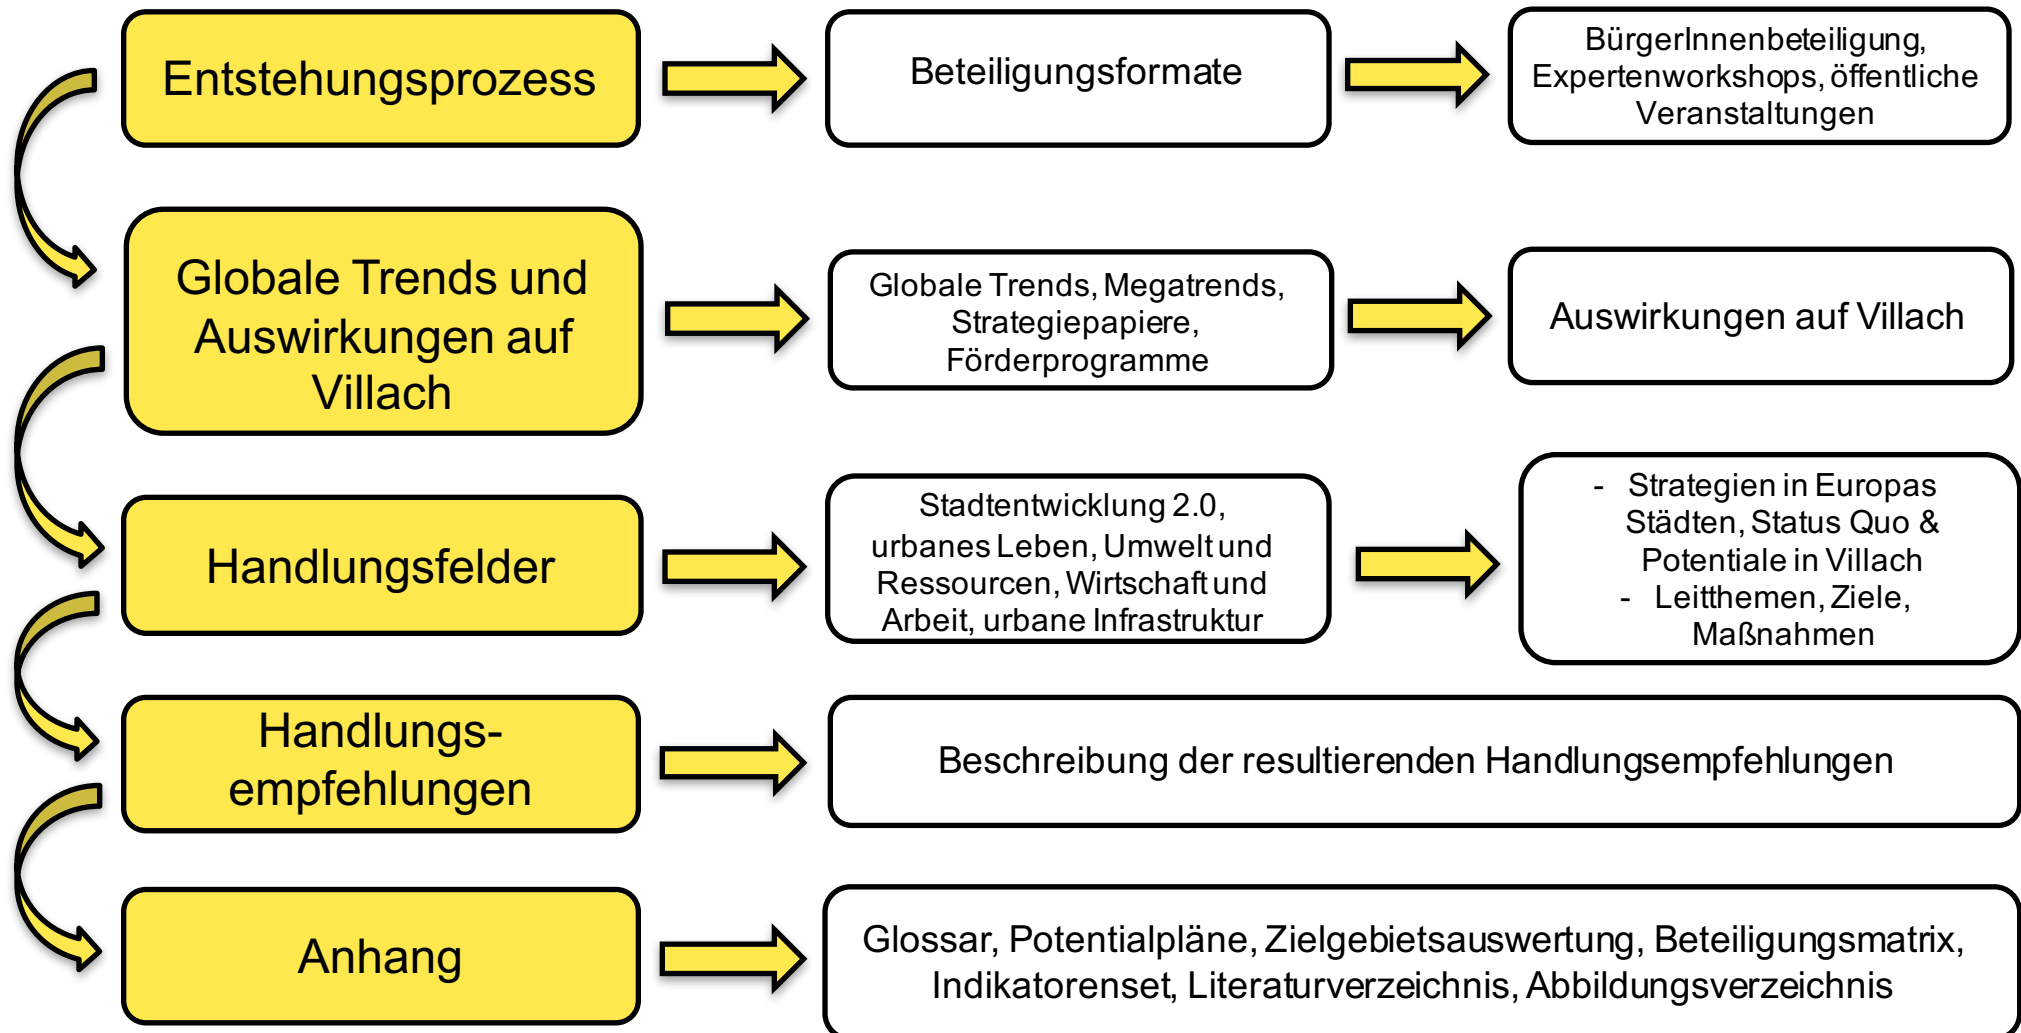 Entstehungsprozess
Beteiligungsformate
BürgerInnenbeteiligung,
Expertenworkshops, öffentliche
Veranstaltungen
Globale Trends und
Auswirkungen auf
Villach
Globale Trends, Megatrends,
Strategiepapiere,
Förderprogramme
Auswirkungen auf Villach
Handlungsfelder
Stadtentwicklung 2.0,
urbanes Leben, Umwelt und
Ressourcen, Wirtschaft und
Arbeit, urbane Infrastruktur
- Strategien in Europas
Städten, Status Quo &
Potentiale in Villach
- Leitthemen, Ziele,
Maßnahmen
Handlungs-
empfehlungen
Beschreibung der resultierenden Handlungsempfehlungen
Anhang
Glossar, Potentialpläne, Zielgebietsauswertung, Beteiligungsmatrix,
Indikatorenset, Literaturverzeichnis, Abbildungsverzeichnis